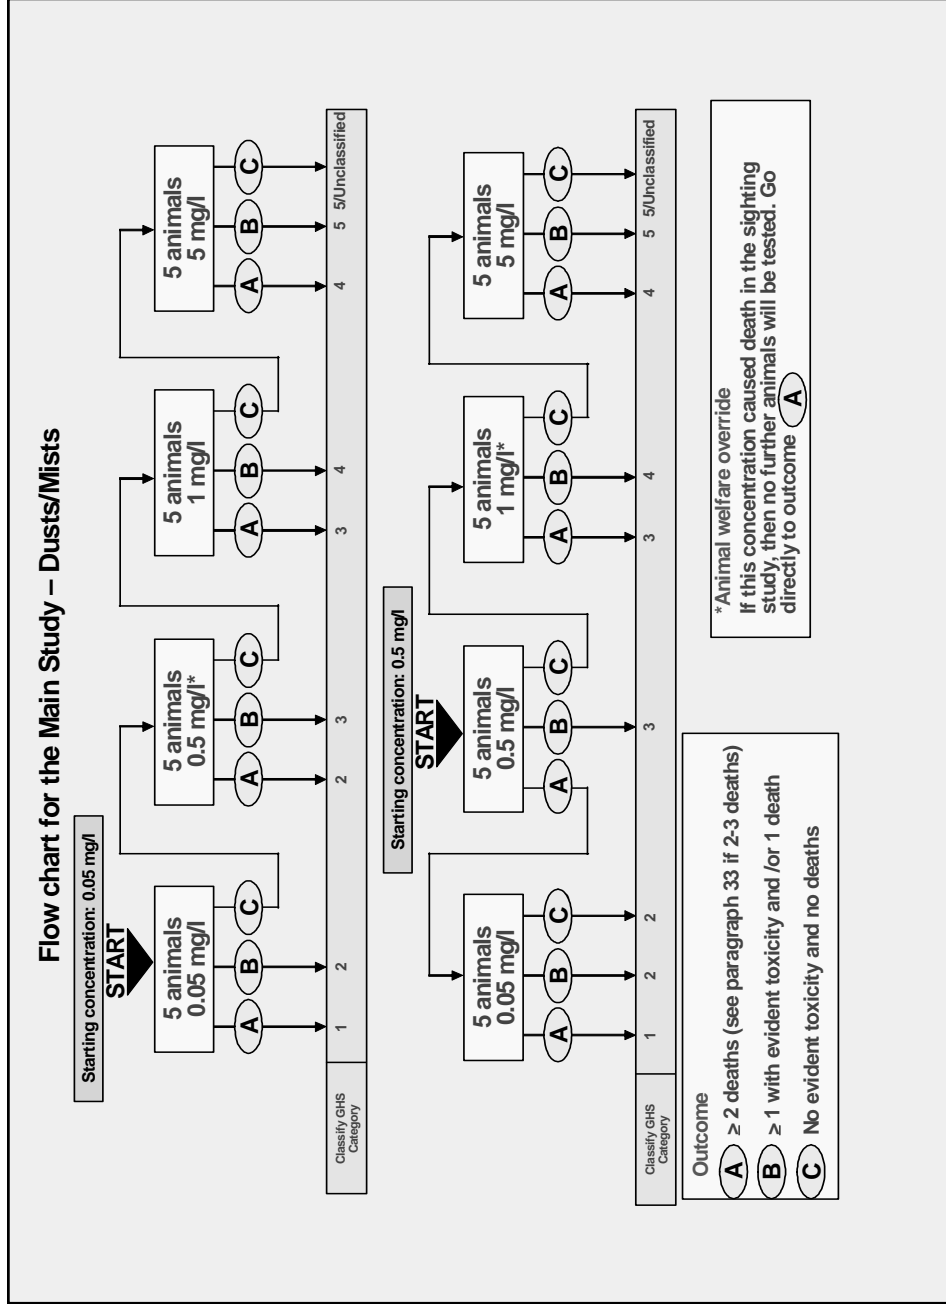 Flow chart for the Main Study – Dusts/Mists
Starting concentration: 0.05 mg/l
START
5 animals
0.05 mg/l
5 animals
0.5 mg/l*
5 animals
1 mg/l
5 animals
5 mg/l
A
B
C
A
B
C
A
B
C
A
B
C
Classify GHS
Category
1
2
2
3
3
4
4
5
5/Unclassified
Starting concentration: 0.5 mg/l
START
5 animals
0.05 mg/l
5 animals
0.5 mg/l
5 animals
1 mg/l*
5 animals
5 mg/l
A
B
C
A
B
C
A
B
C
A
B
C
Classify GHS
Category
1
2
2
3
3
4
4
5
5/Unclassified
Outcome
A ≥ 2 deaths (see paragraph 33 if 2-3 deaths)
B ≥ 1 with evident toxicity and /or 1 death
C No evident toxicity and no deaths
*Animal welfare override
If this concentration caused death in the sighting
study, then no further animals will be tested. Go
directly to outcome A